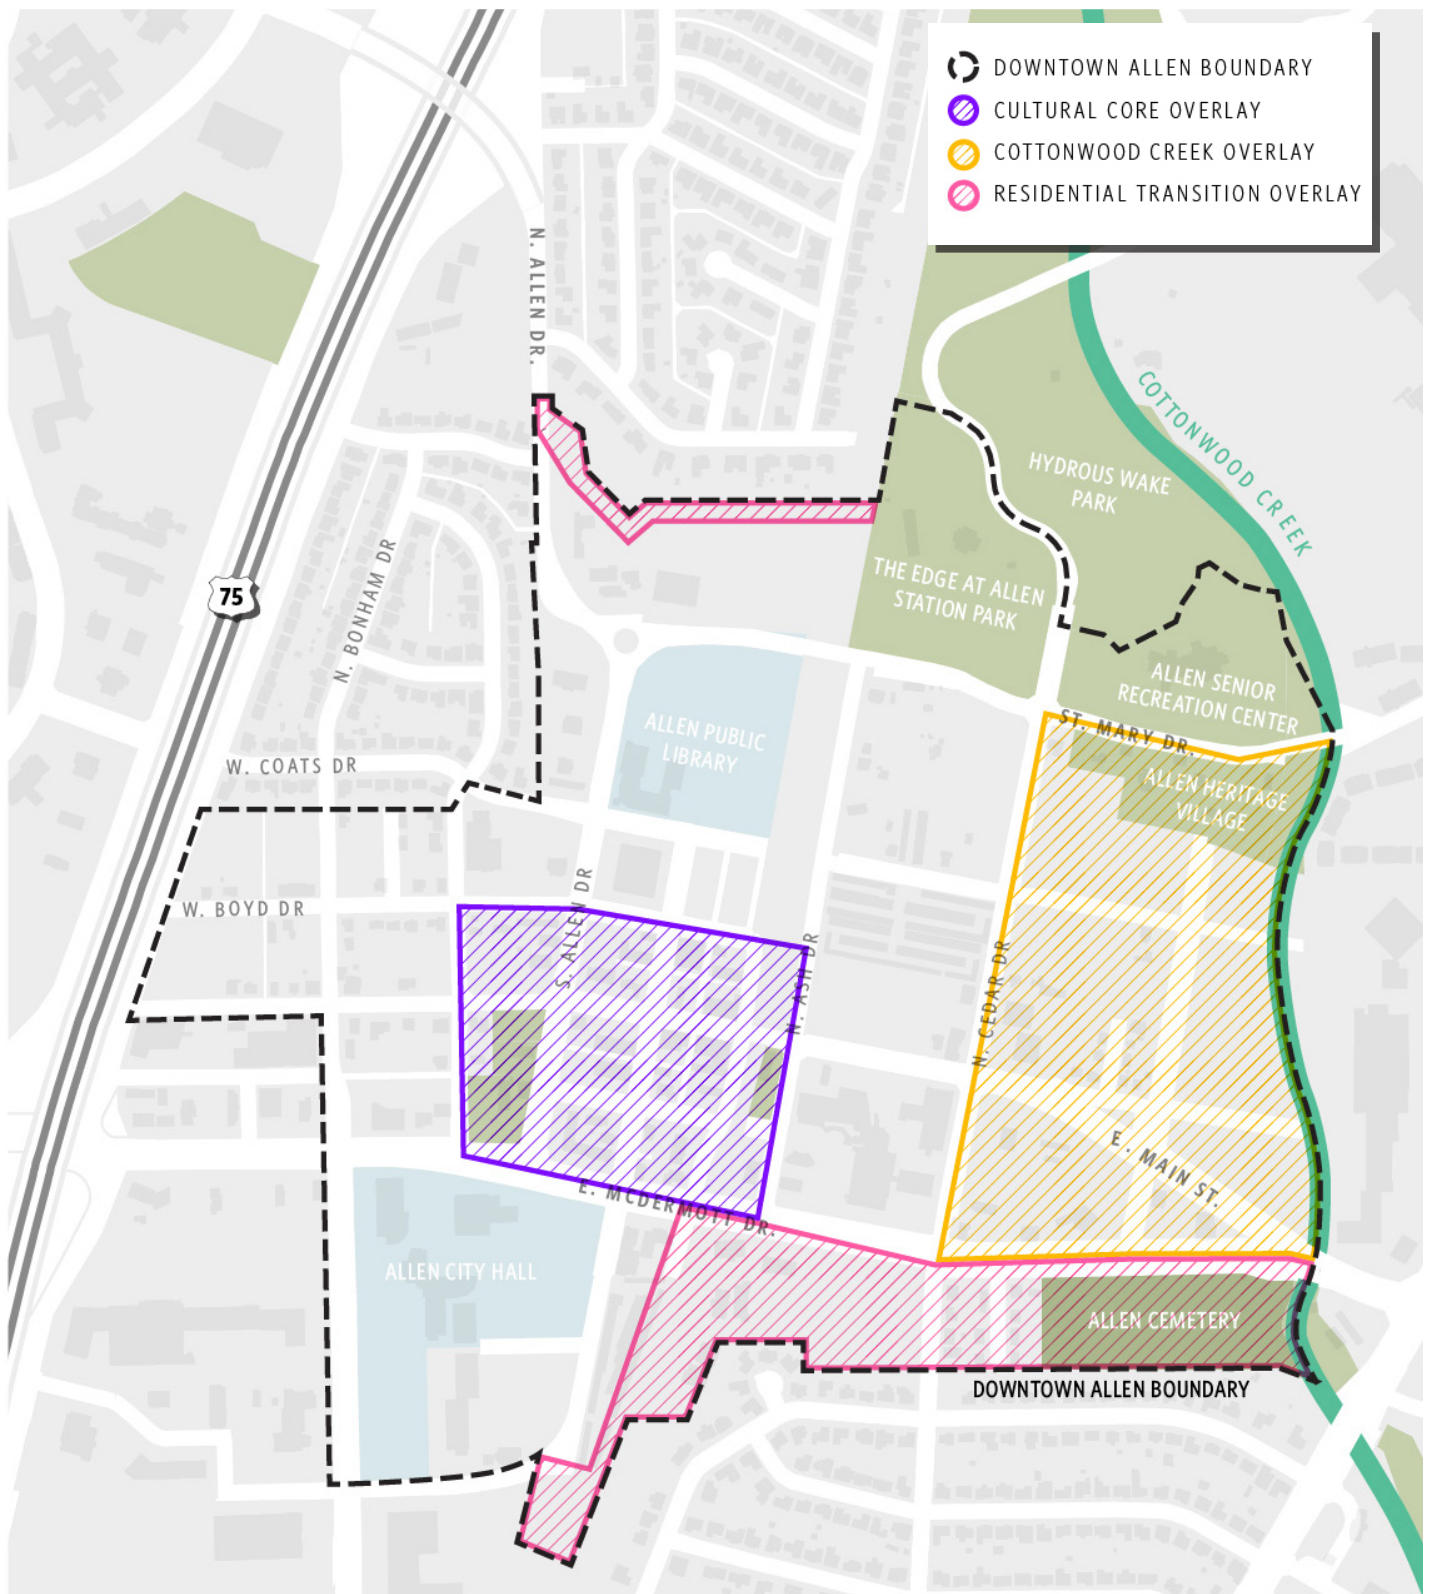 DOWNTOWN ALLEN BOUNDARY
CULTURAL CORE OVERLAY
COTTONWOOD CREEK OVERLAY
RESIDENTIAL TRANSITION OVERLAY
N. ALLEN DR.
COTTONWOOD CREEK
HYDROUS WAKE
PARK
THE EDGE AT ALLEN
STATION PARK
75
N. BONHAM DR
ALLEN SENIOR
RECREATION CENTER
ST. MARY DR.
ALLEN PUBLIC
LIBRARY
W. COATS DR
ALLEN HERITAGE
VILLAGE
W. BOYD DR
S. ALLEN DR
N. ASH DR
N. CEDAR DR
E. MAIN ST.
E. MCDERMOTT DR.
ALLEN CITY HALL
ALLEN CEMETERY
DOWNTOWN ALLEN BOUNDARY